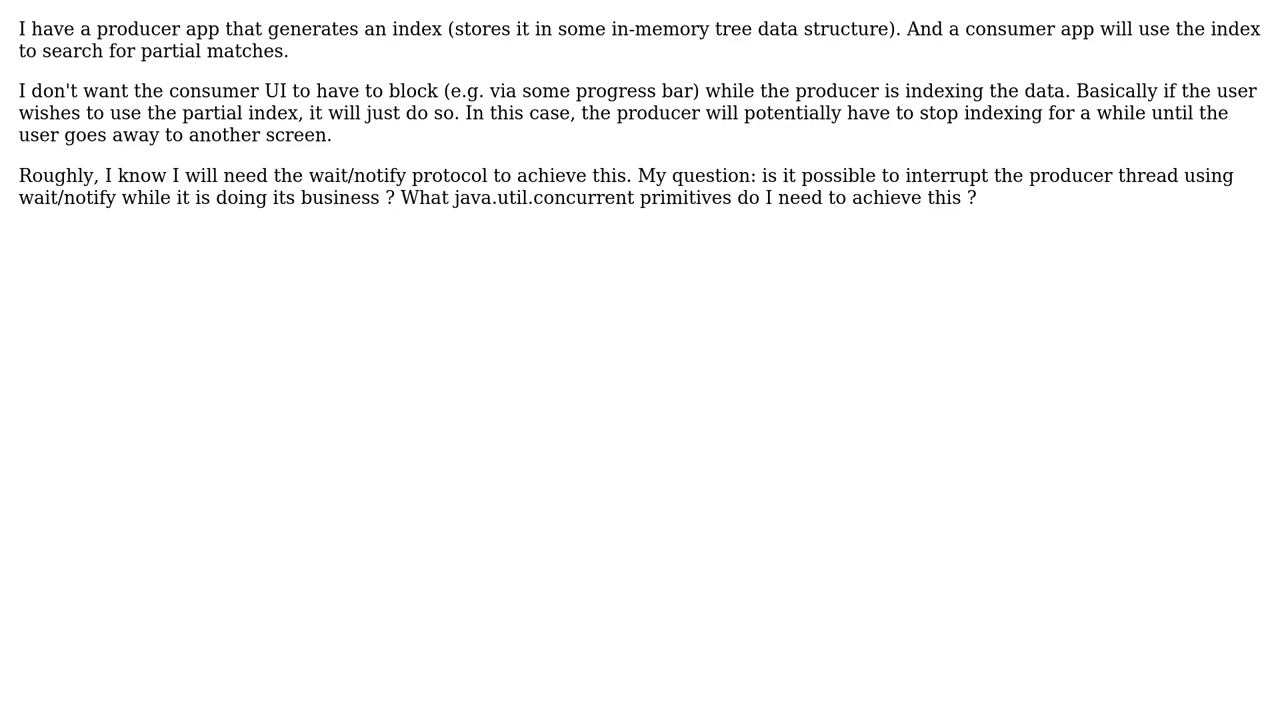 I have a producer app that generates an index (stores it in some in-memory tree data structure). And a consumer app will use the index
to search for partial matches.
I don't want the consumer UI to have to block (e.g. via some progress bar) while the producer is indexing the data. Basically if the user
wishes to use the partial index, it will just do so. In this case, the producer will potentially have to stop indexing for a while until the
user goes away to another screen.
Roughly, I know I will need the wait/notify protocol to achieve this. My question: is it possible to interrupt the producer thread using
wait/notify while it is doing its business ? What java.util.concurrent primitives do I need to achieve this ?